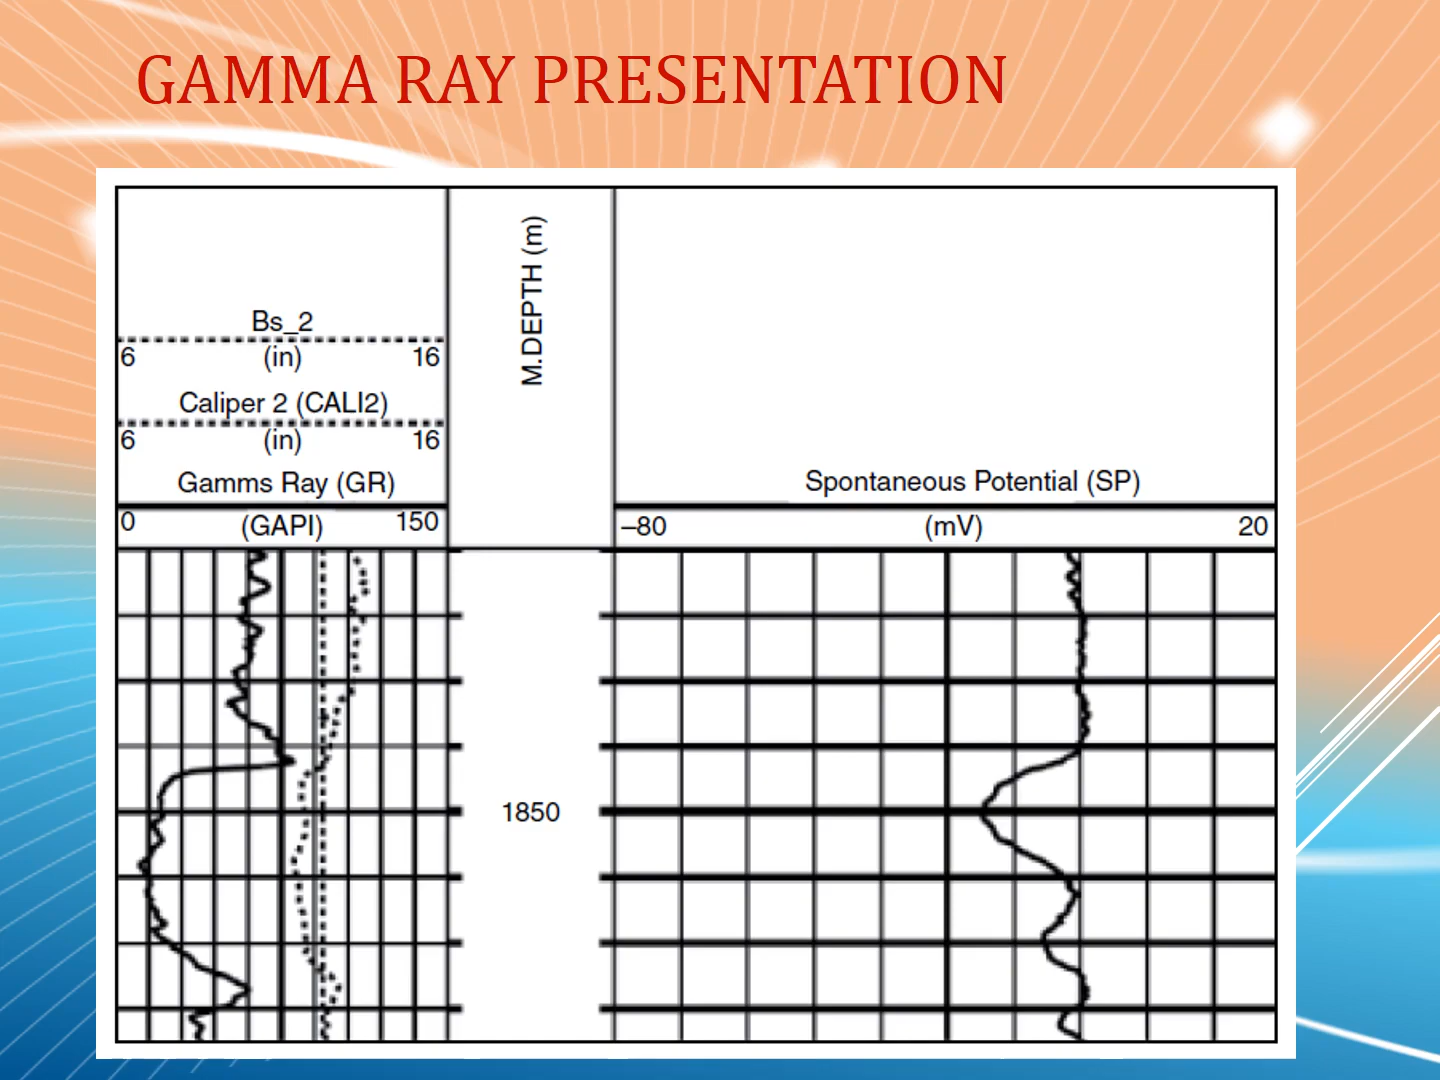 GAMMA RAY PRESENTATION
Bs_2
6 (in) 16
Caliper 2 (CALI2)
6 (in) 16
Gamms Ray (GR)
0 (GAPI) 150
M.DEPTH (m)
Spontaneous Potential (SP)
–80 (mV) 20
1850